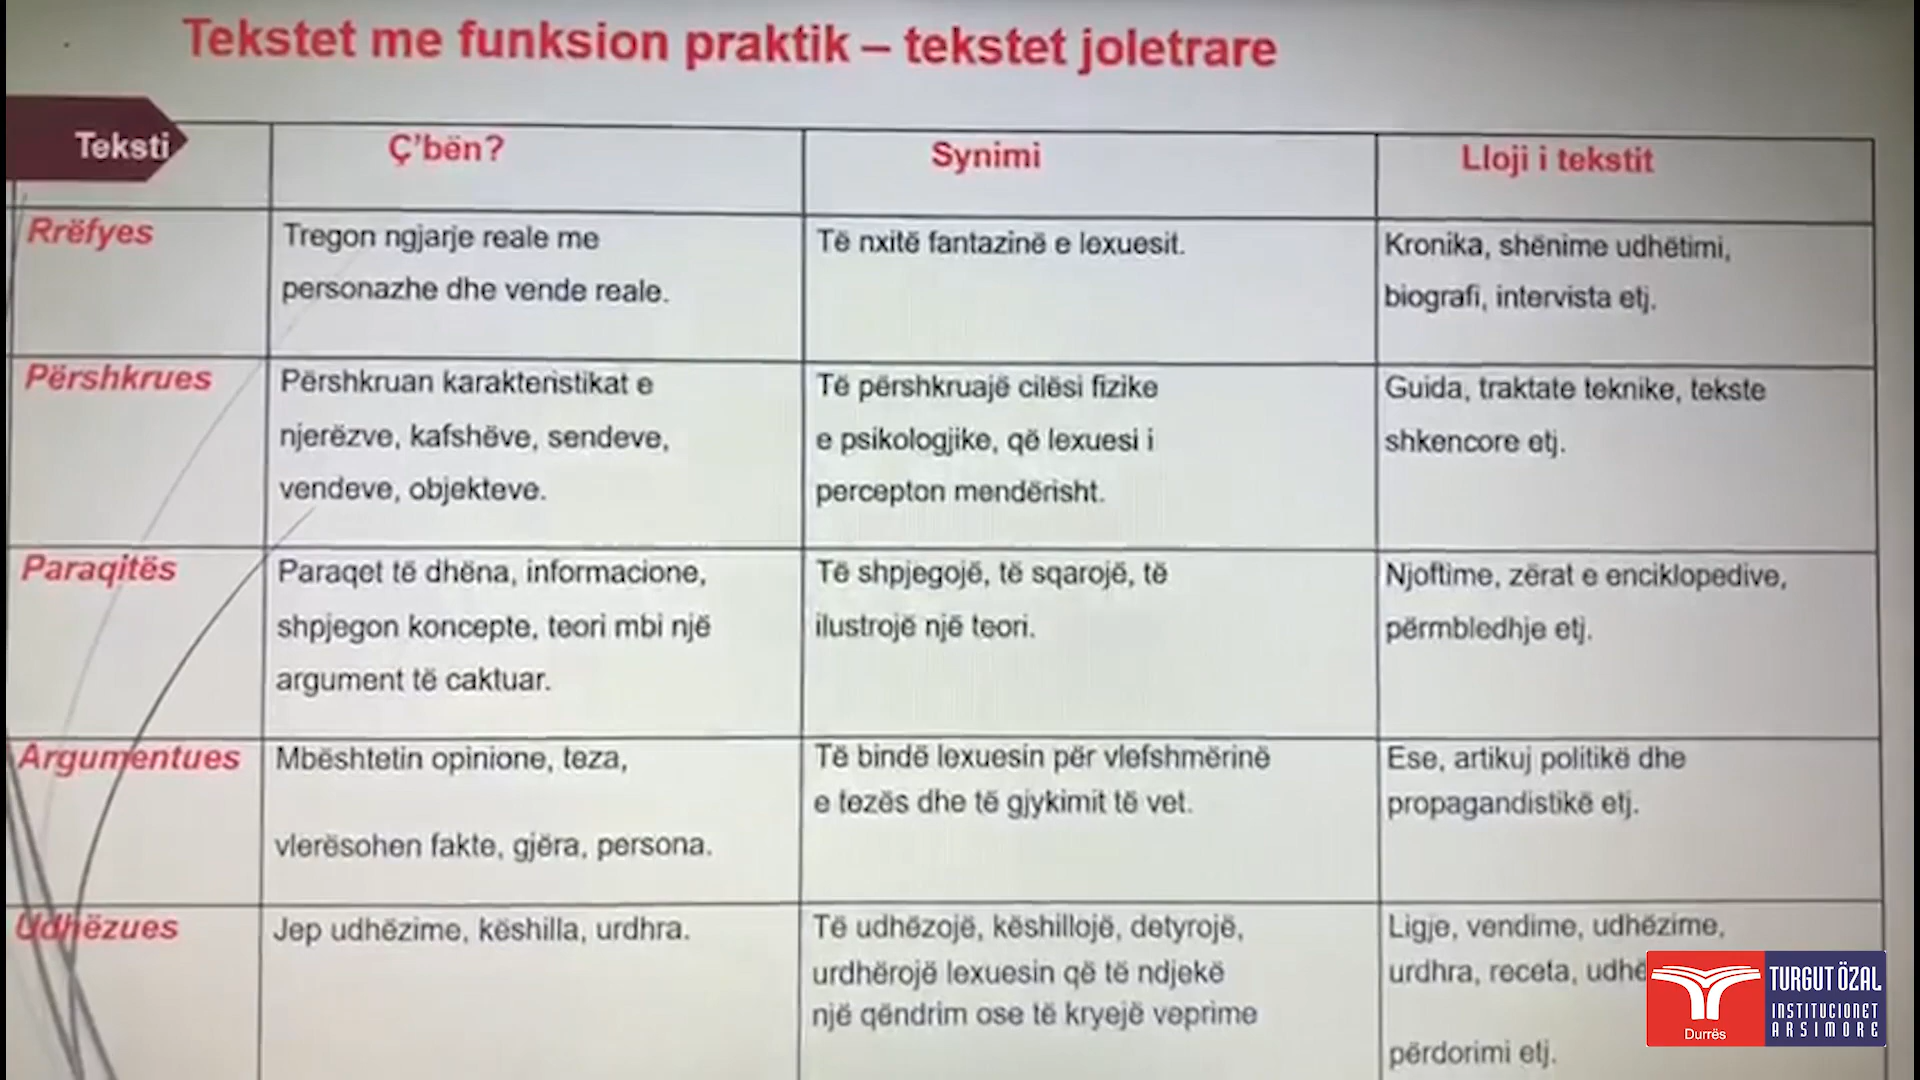 Tekstet me funksion praktik – tekstet joletrare
Teksti
Ç'bën?
Synimi
Lloji i tekstit
Rrëfyes
Tregon ngjarje reale me
personazhe dhe vende reale.
Të nxitë fantazinë e lexuesit.
Kronika, shënime udhëtimi,
biografi, intervista etj.
Përshkrues
Përshkruan karakteristikat e
njerëzve, kafshëve, sendeve,
vendeve, objekteve.
Të përshkruajë cilësi fizike
e psikologjike, që lexuesi i
percepton mendërisht.
Guida, traktate teknike, tekste
shkencore etj.
Paraqitës
Paraqet të dhëna, informacione,
shpjegon koncepte, teori mbi një
argument të caktuar.
Të shpjegojë, të sqarojë, të
ilustrojë një teori.
Njoftime, zërat e enciklopedive,
përmbledhje etj.
Argumentues
Mbështetin opinione, teza,
vlerësohen fakte, gjëra, persona.
Të bindë lexuesin për vlefshmërinë
e tezës dhe të gjykimit të vet.
Ese, artikuj politikë dhe
propagandistikë etj.
Udhëzues
Jep udhëzime, këshilla, urdhra.
Të udhëzojë, këshillojë, detyrojë,
urdhërojë lexuesin që të ndjekë
një qëndrim ose të kryejë veprime
Ligje, vendime, udhëzime,
urdhra, receta,
përdorimi etj.
TURGUT ÖZAL
INSTITUCIONET
ARSIMORE
Durrës